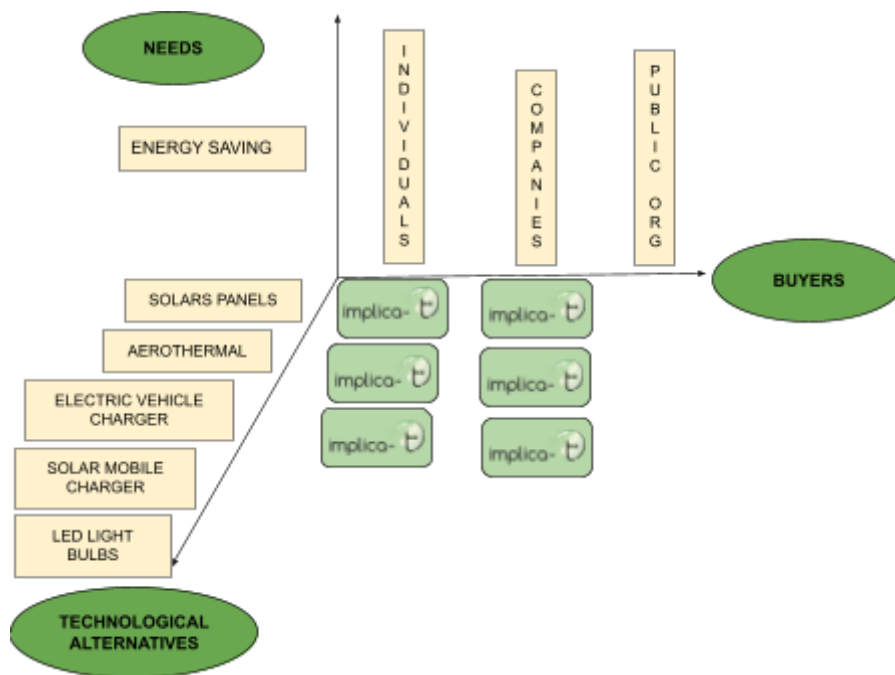 NEEDS
INDIVIDUALS
COMPANIES
PUBLIC ORG
ENERGY SAVING
BUYERS
SOLARS PANELS
implica-t
implica-t
AEROTHERMAL
implica-t
implica-t
ELECTRIC VEHICLE
CHARGER
implica-t
implica-t
SOLAR MOBILE
CHARGER
LED LIGHT
BULBS
TECHNOLOGICAL
ALTERNATIVES